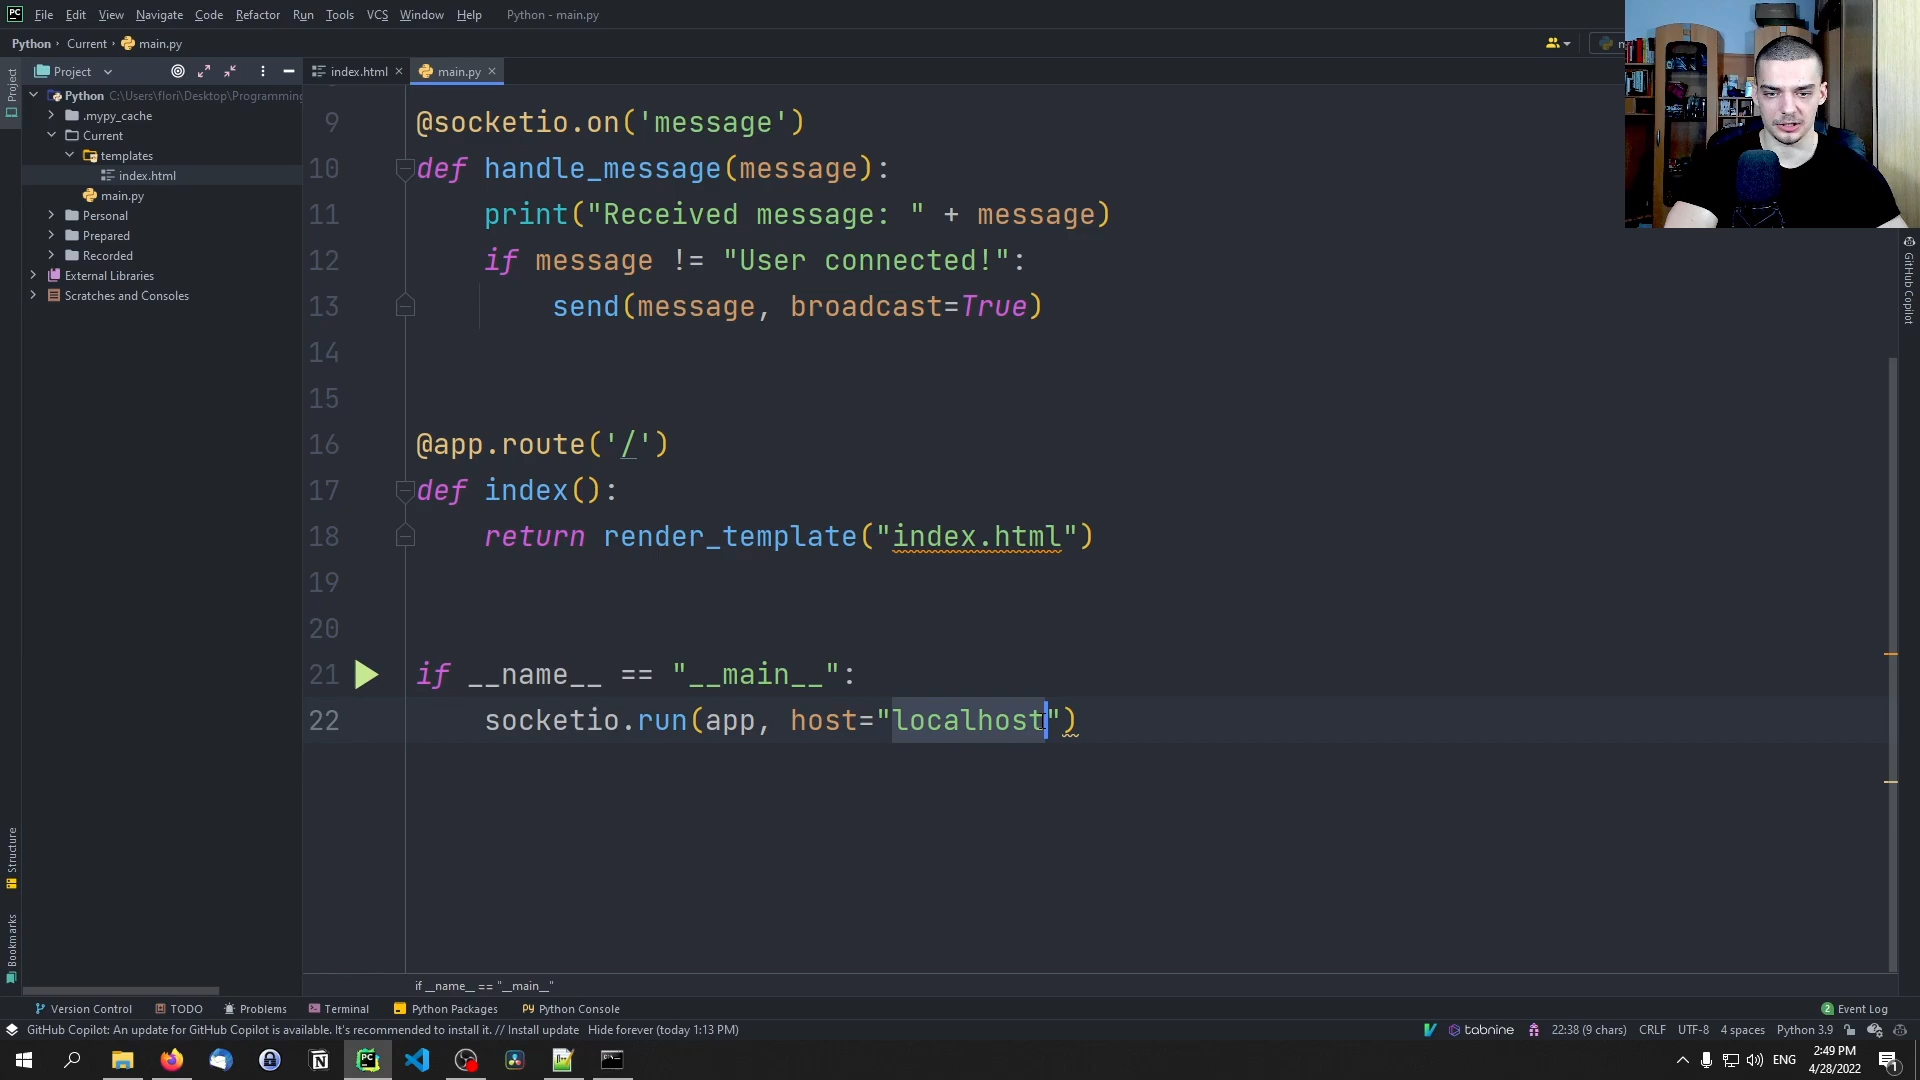 PC File Edit View Navigate Code Refactor Run Tools VCS Window Help Python - main.py
Python › Current › main.py
Project
index.html
main.py
Python C:\Users\flori\Desktop\Programming
.mypy_cache
Current
templates
index.html
main.py
Personal
Prepared
Recorded
External Libraries
Scratches and Consoles
Project
Structure
Bookmarks
GitHub Copilot
9 @socketio.on('message')
10 def handle_message(message):
11 print("Received message: " + message)
12 if message != "User connected!":
13 send(message, broadcast=True)
14
15
16 @app.route('/')
17 def index():
18 return render_template("index.html")
19
20
21 if __name__ == "__main__":
22 socketio.run(app, host="localhost")
if __name__ == "__main__"
Version Control TODO Problems Terminal Python Packages Python Console
2 Event Log
GitHub Copilot: An update for GitHub Copilot is available. It's recommended to install it. // Install update Hide forever (today 1:13 PM)
tabnine 22:38 (9 chars) CRLF UTF-8 4 spaces Python 3.9
ENG
2:49 PM
4/28/2022
1